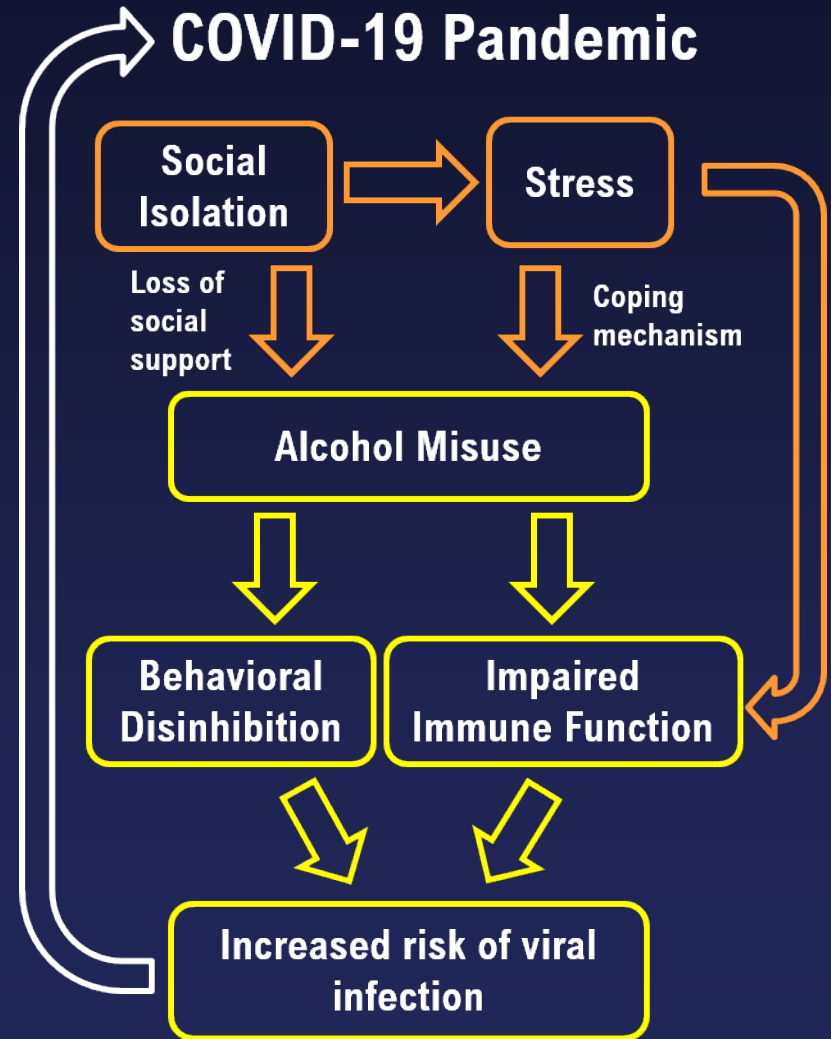 COVID-19 Pandemic
Social
Isolation
Stress
Loss of
social
support
Coping
mechanism
Alcohol Misuse
Behavioral
Disinhibition
Impaired
Immune Function
Increased risk of viral
infection